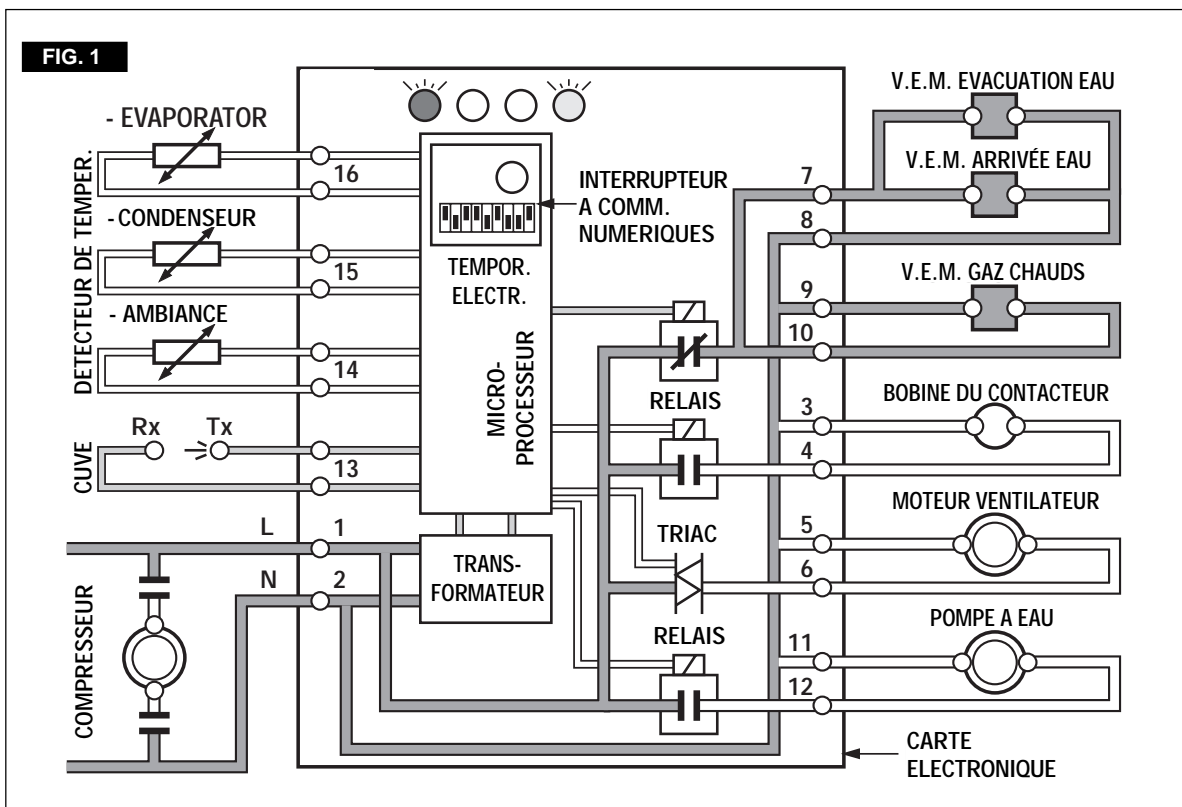 FIG. 1
DETECTEUR DE TEMPER.
- EVAPORATOR
16
- CONDENSEUR
15
- AMBIANCE
14
CUVE
Rx
Tx
13
L
1
N
2
COMPRESSEUR
INTERRUPTEUR
A COMM.
NUMERIQUES
TEMPOR.
ELECTR.
MICRO-
PROCESSEUR
TRANS-
FORMATEUR
RELAIS
TRIAC
RELAIS
V.E.M. EVACUATION EAU
V.E.M. ARRIVÉE EAU
7
8
V.E.M. GAZ CHAUDS
9
10
BOBINE DU CONTACTEUR
3
4
MOTEUR VENTILATEUR
5
6
POMPE A EAU
11
12
CARTE
ELECTRONIQUE